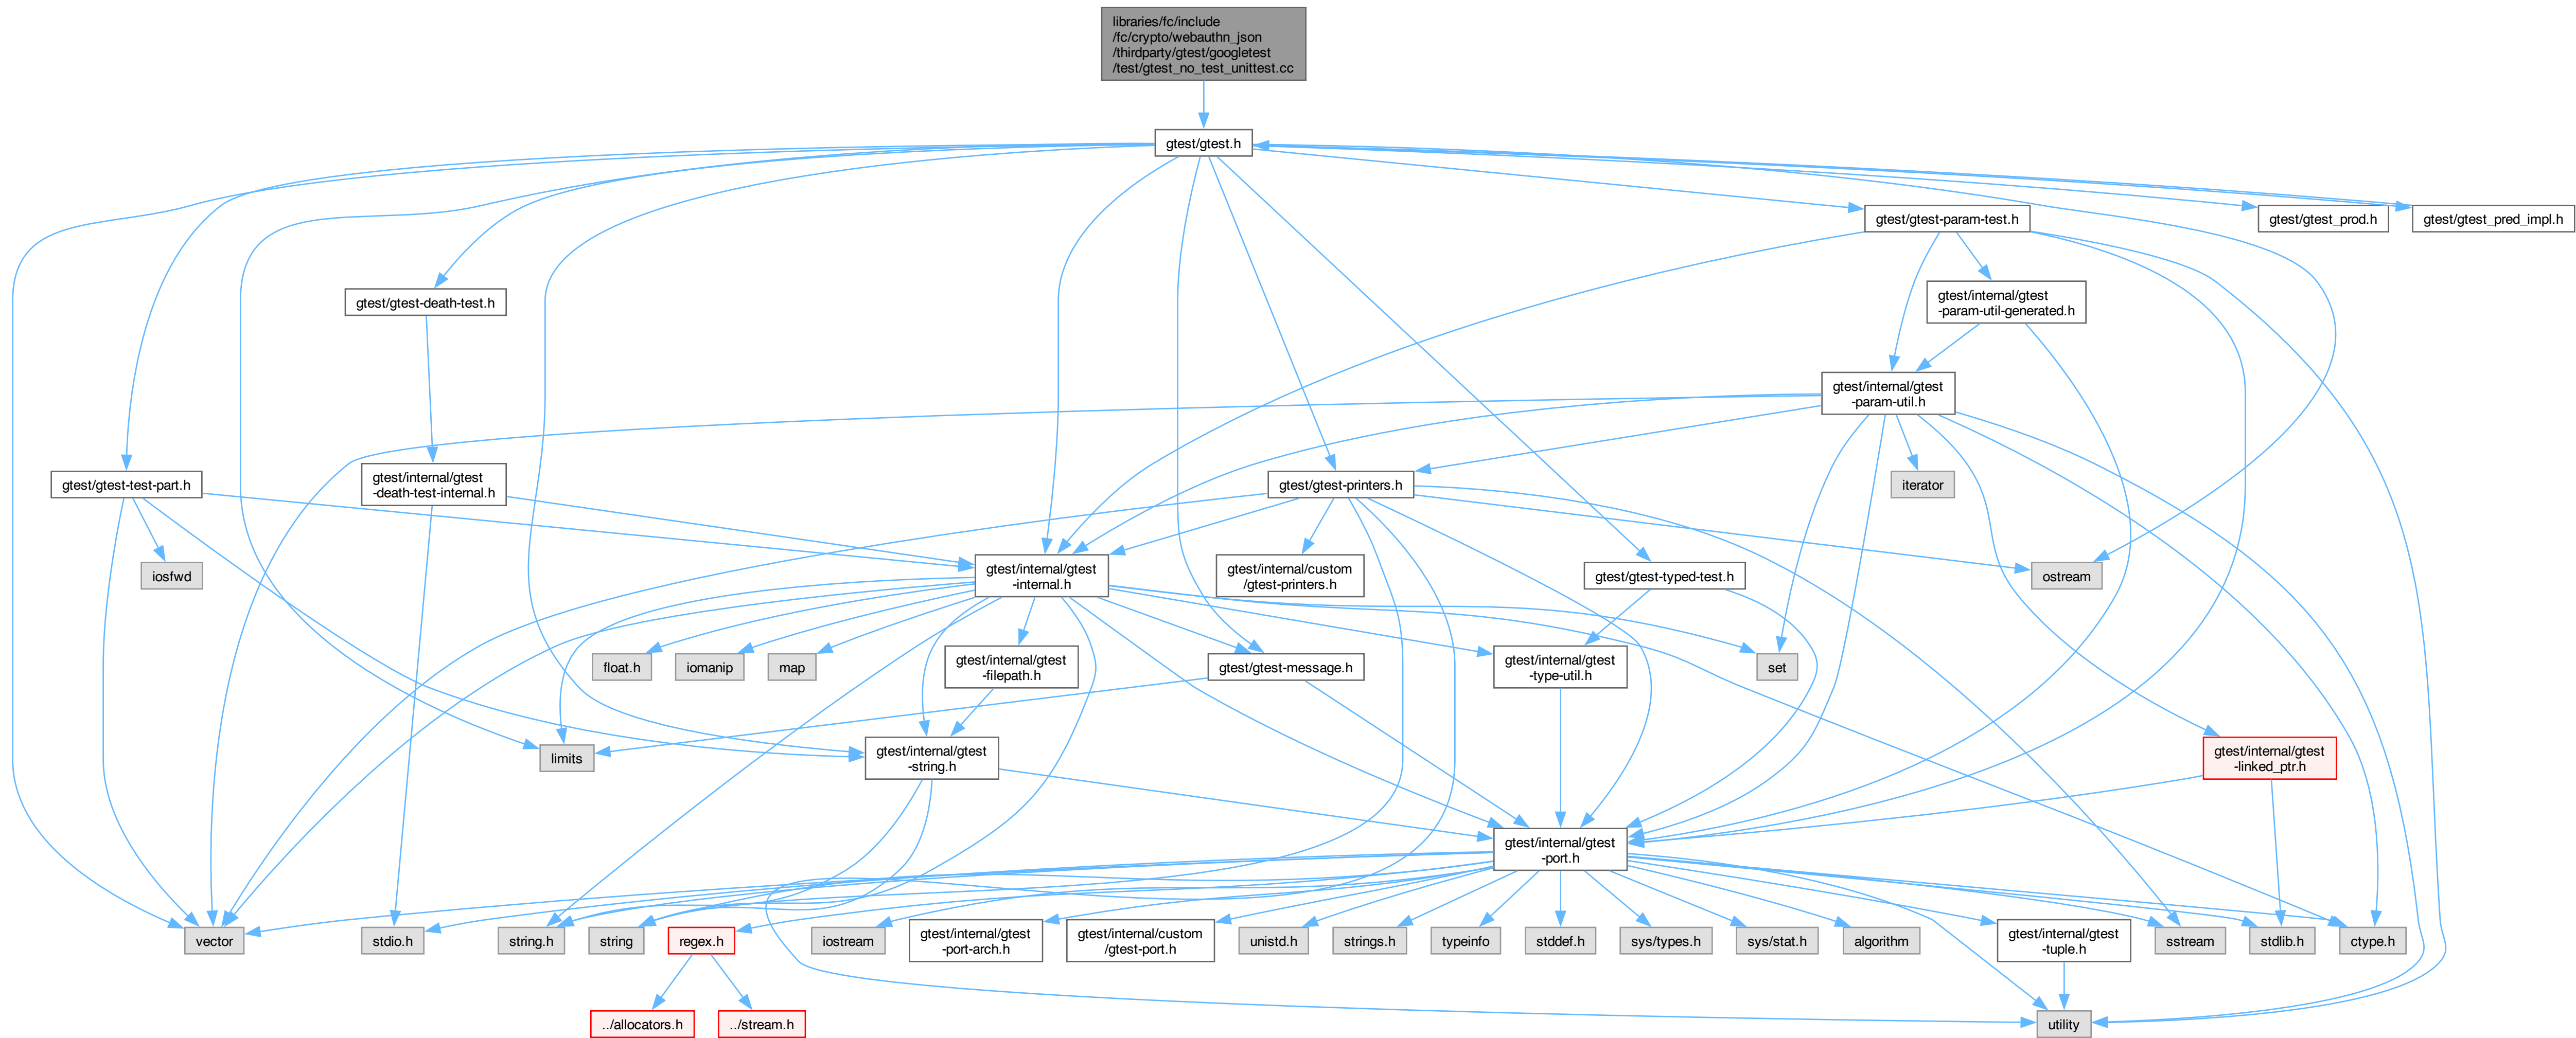 libraries/fc/include
/fc/crypto/webauthn_json
/thirdparty/gtest/googletest
/test/gtest_no_test_unittest.cc
gtest/gtest.h
gtest/gtest-param-test.h
gtest/gtest_prod.h
gtest/gtest_pred_impl.h
gtest/gtest-death-test.h
gtest/internal/gtest
-param-util-generated.h
gtest/internal/gtest
-param-util.h
gtest/gtest-test-part.h
gtest/internal/gtest
-death-test-internal.h
gtest/gtest-printers.h
iterator
iosfwd
gtest/internal/gtest
-internal.h
gtest/internal/custom
/gtest-printers.h
gtest/gtest-typed-test.h
ostream
float.h
iomanip
map
gtest/internal/gtest
-filepath.h
gtest/gtest-message.h
gtest/internal/gtest
-type-util.h
set
limits
gtest/internal/gtest
-string.h
gtest/internal/gtest
-linked_ptr.h
gtest/internal/gtest
-port.h
vector
stdio.h
string.h
string
regex.h
iostream
gtest/internal/gtest
-port-arch.h
gtest/internal/custom
/gtest-port.h
unistd.h
strings.h
typeinfo
stddef.h
sys/types.h
sys/stat.h
algorithm
gtest/internal/gtest
-tuple.h
sstream
stdlib.h
ctype.h
../allocators.h
../stream.h
utility